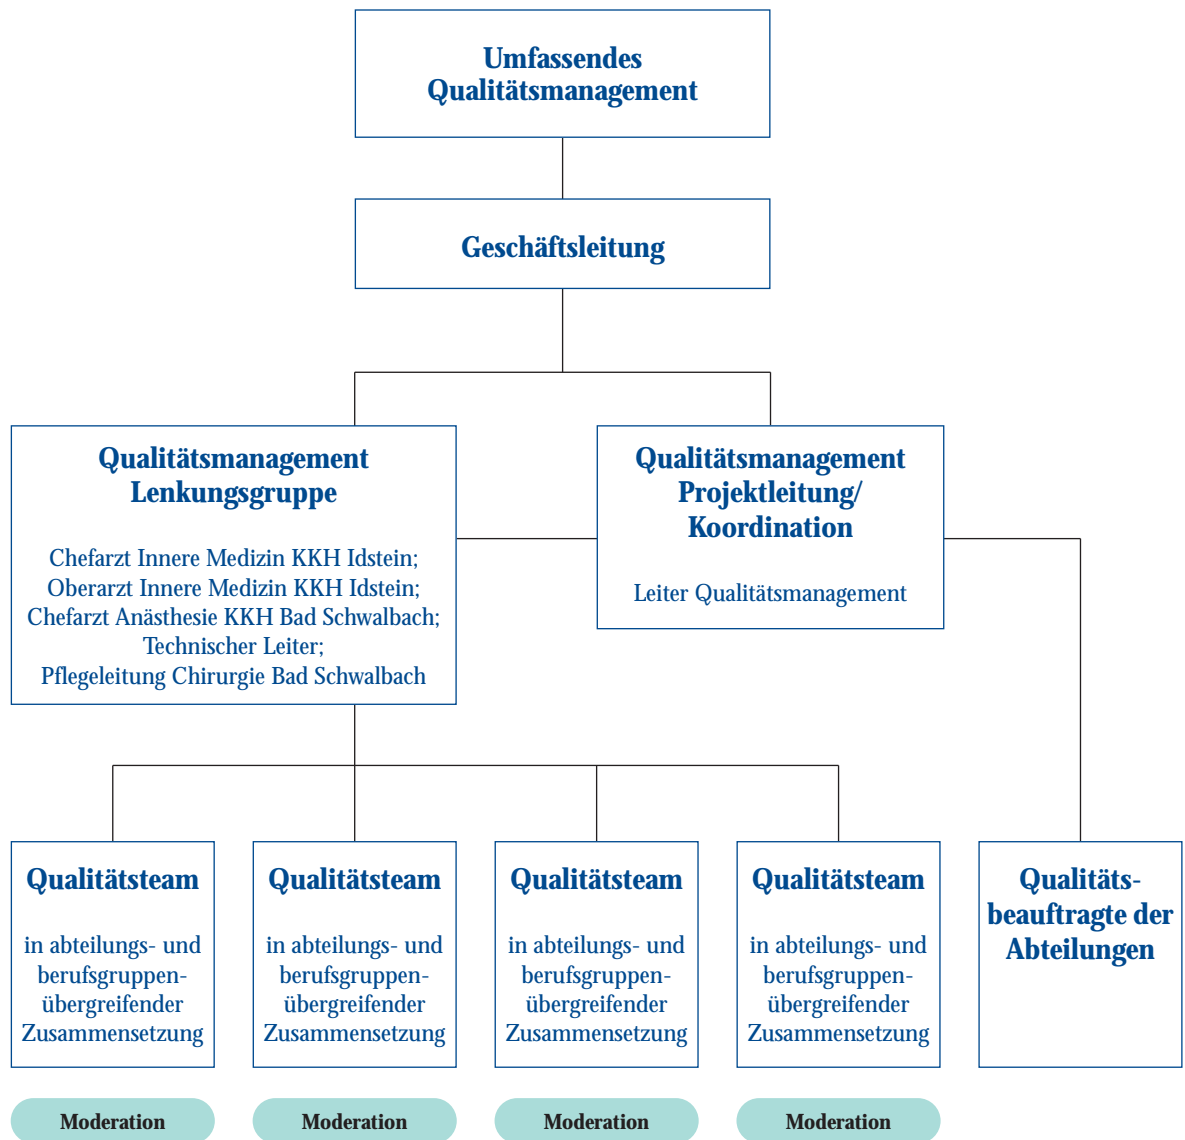 Umfassendes
Qualitätsmanagement
Geschäftsleitung
Qualitätsmanagement
Lenkungsgruppe
Chefarzt Innere Medizin KKH Idstein;
Oberarzt Innere Medizin KKH Idstein;
Chefarzt Anästhesie KKH Bad Schwalbach;
Technischer Leiter;
Pflegeleitung Chirurgie Bad Schwalbach
Qualitätsmanagement
Projektleitung/
Koordination
Leiter Qualitätsmanagement
Qualitätsteam
in abteilungs- und
berufsgruppen-
übergreifender
Zusammensetzung
Qualitätsteam
in abteilungs- und
berufsgruppen-
übergreifender
Zusammensetzung
Qualitätsteam
in abteilungs- und
berufsgruppen-
übergreifender
Zusammensetzung
Qualitätsteam
in abteilungs- und
berufsgruppen-
übergreifender
Zusammensetzung
Qualitäts-
beauftragte der
Abteilungen
Moderation
Moderation
Moderation
Moderation